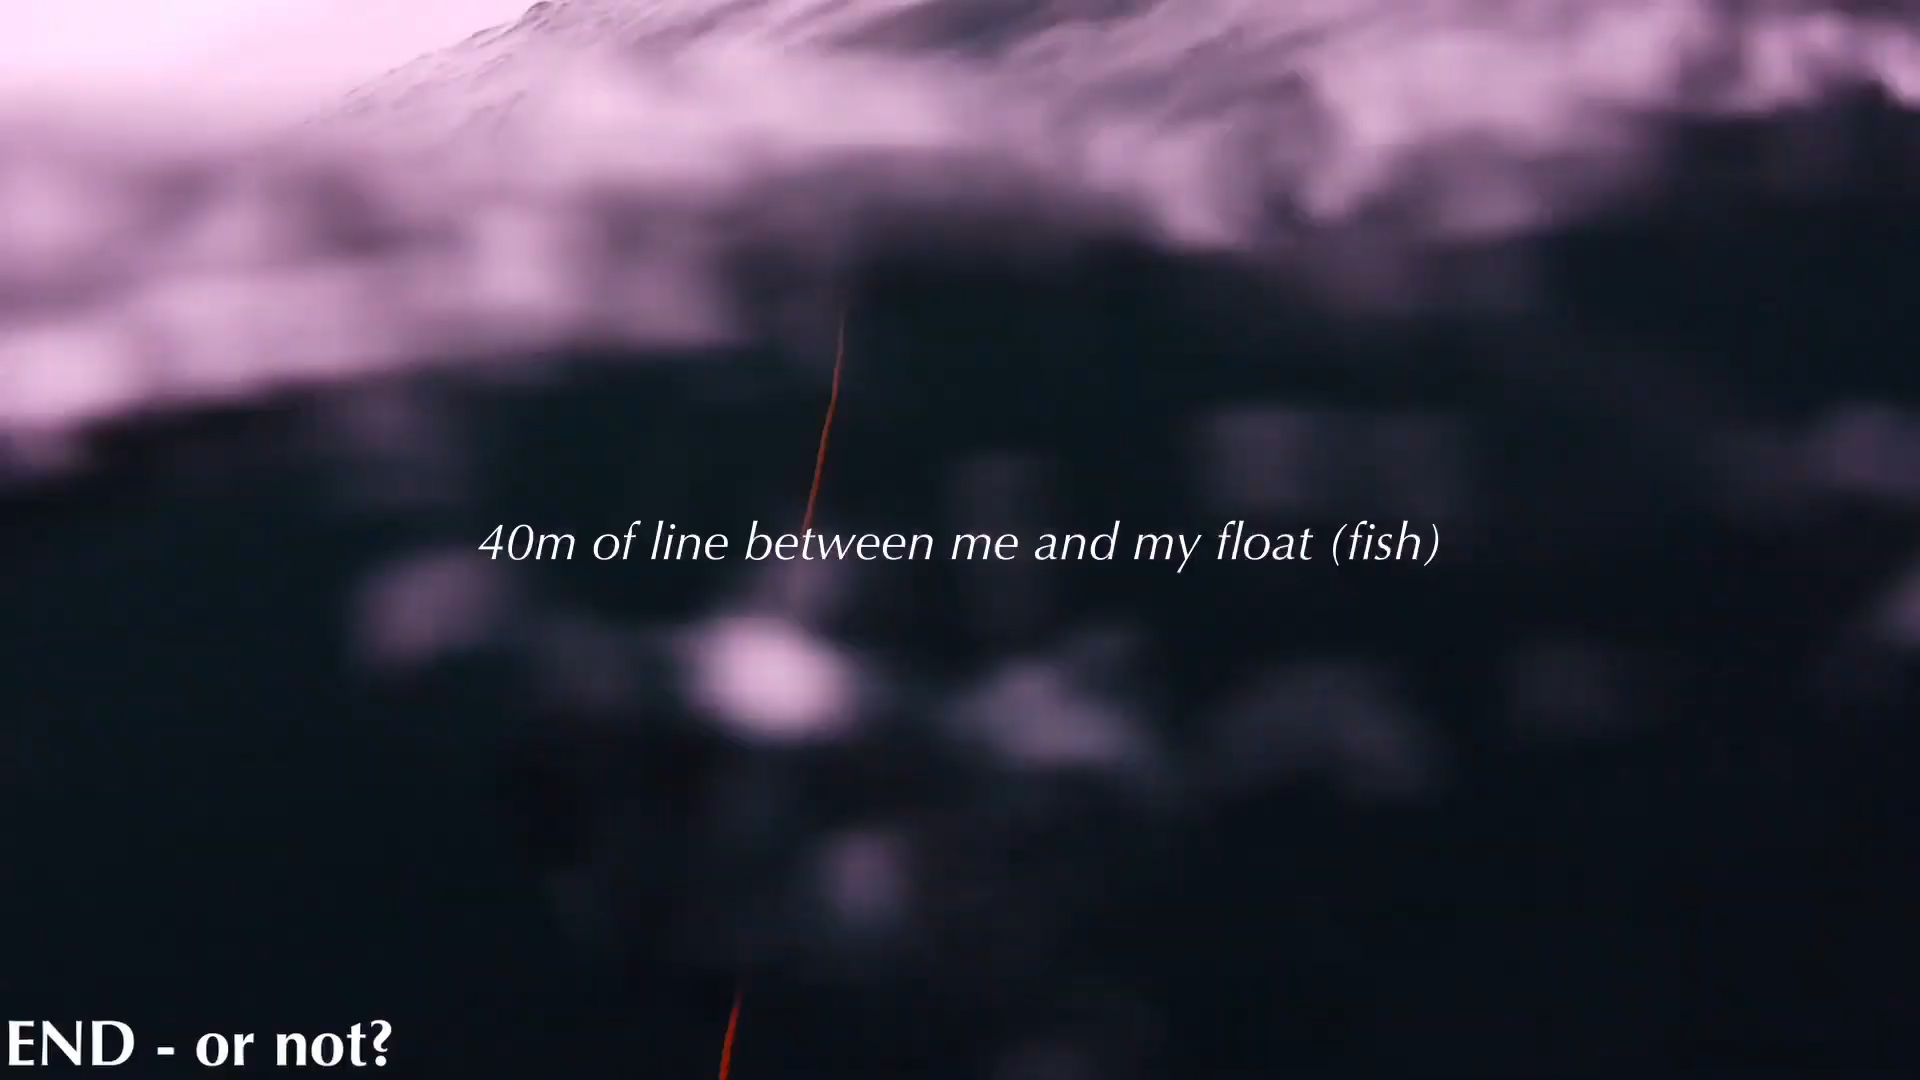 40m of line between me and my float (fish)
END - or not?